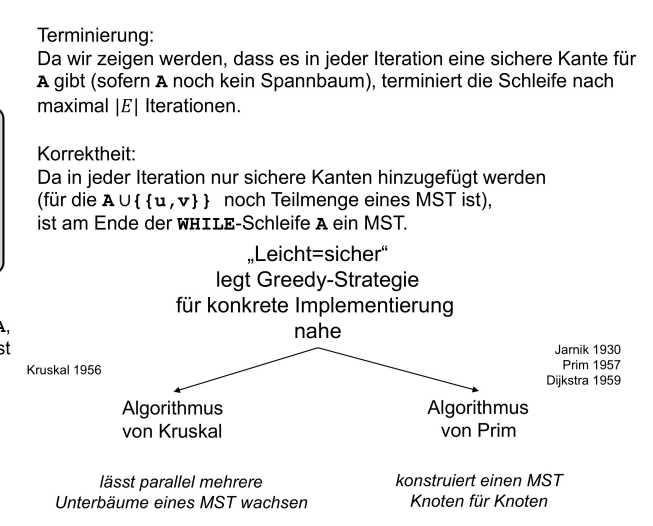 Terminierung:
Da wir zeigen werden, dass es in jeder Iteration eine sichere Kante für
A gibt (sofern A noch kein Spannbaum), terminiert die Schleife nach
maximal |E| Iterationen.
Korrektheit:
Da in jeder Iteration nur sichere Kanten hinzugefügt werden
(für die A∪{{u,v}} noch Teilmenge eines MST ist),
ist am Ende der WHILE-Schleife A ein MST.
„Leicht=sicher“
legt Greedy-Strategie
für konkrete Implementierung
nahe
A,
st
Kruskal 1956
Jarnik 1930
Prim 1957
Dijkstra 1959
Algorithmus
von Kruskal
Algorithmus
von Prim
lässt parallel mehrere
Unterbäume eines MST wachsen
konstruiert einen MST
Knoten für Knoten